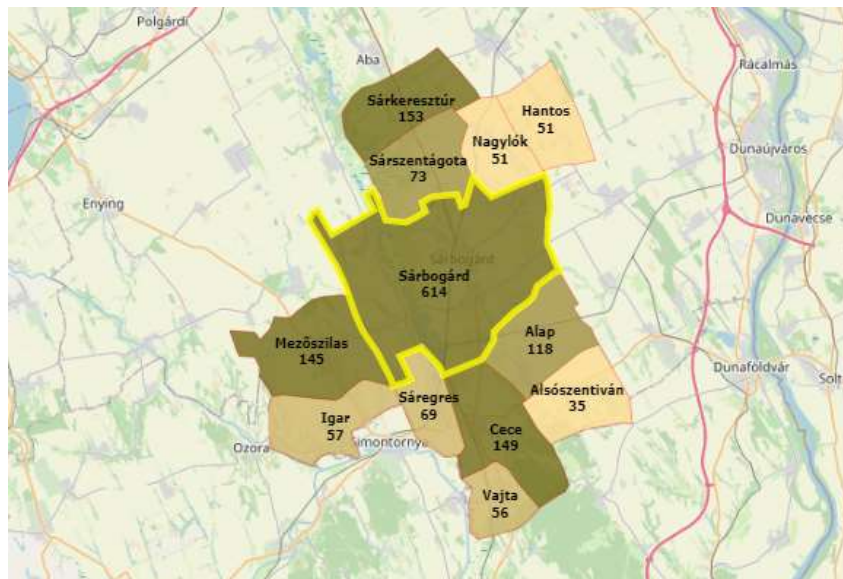 Polgárdi
Aba
Rácalmás
Sárkeresztúr
153
Hantos
51
Nagylók
51
Sárszentágota
73
Dunaújváros
Enying
Dunavecse
Sárbogárd
Sárbogárd
614
Alap
118
Mezőszilas
145
Dunaföldvár
Solt
Alsószentiván
35
Sáregres
69
Igar
57
Cece
149
Ozora
Simontornya
Vajta
56